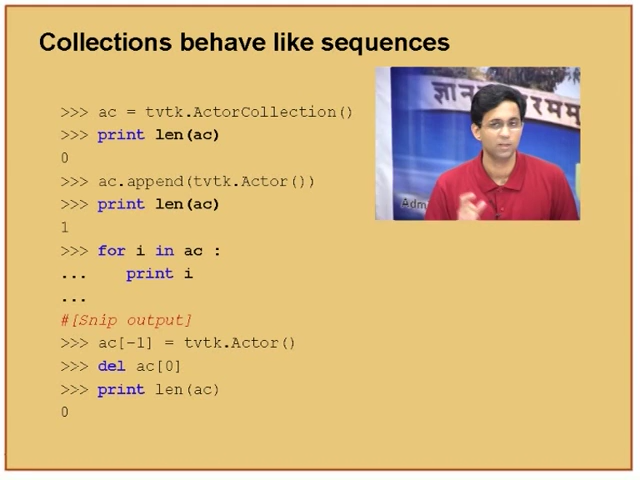 Collections behave like sequences
>>> ac = tvtk.ActorCollection()
>>> print len(ac)
0
>>> ac.append(tvtk.Actor())
>>> print len(ac)
1
>>> for i in ac :
...    print i
...
#[Snip output]
>>> ac[-1] = tvtk.Actor()
>>> del ac[0]
>>> print len(ac)
0